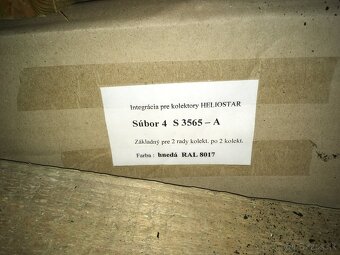 Integrácia pre kolektory HELIOSTAR
Súbor 4 S 3565 – A
Základný pre 2 rady kolekt. po 2 kolekt.
Farba : hnedá RAL 8017